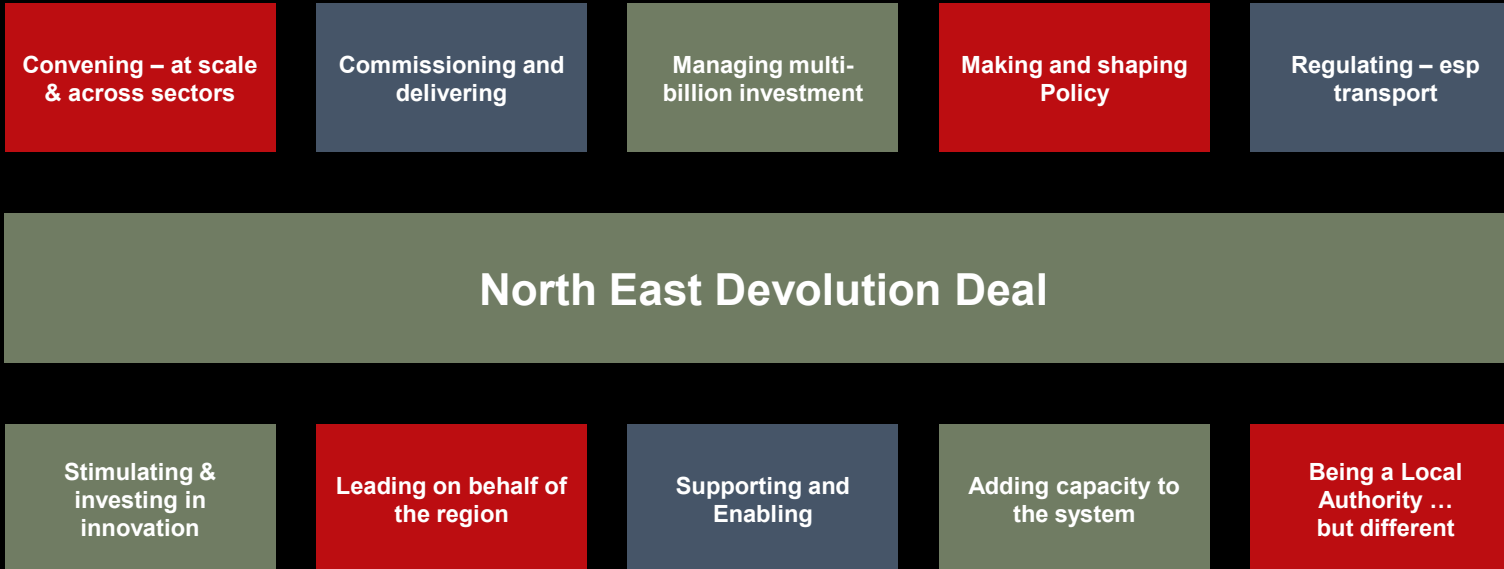 Convening – at scale
& across sectors
Commissioning and
delivering
Managing multi-
billion investment
Making and shaping
Policy
Regulating – esp
transport
North East Devolution Deal
Stimulating &
investing in
innovation
Leading on behalf of
the region
Supporting and
Enabling
Adding capacity to
the system
Being a Local
Authority …
but different